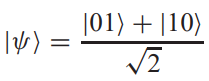 |ψ⟩ = (|01⟩ + |10⟩) / √2